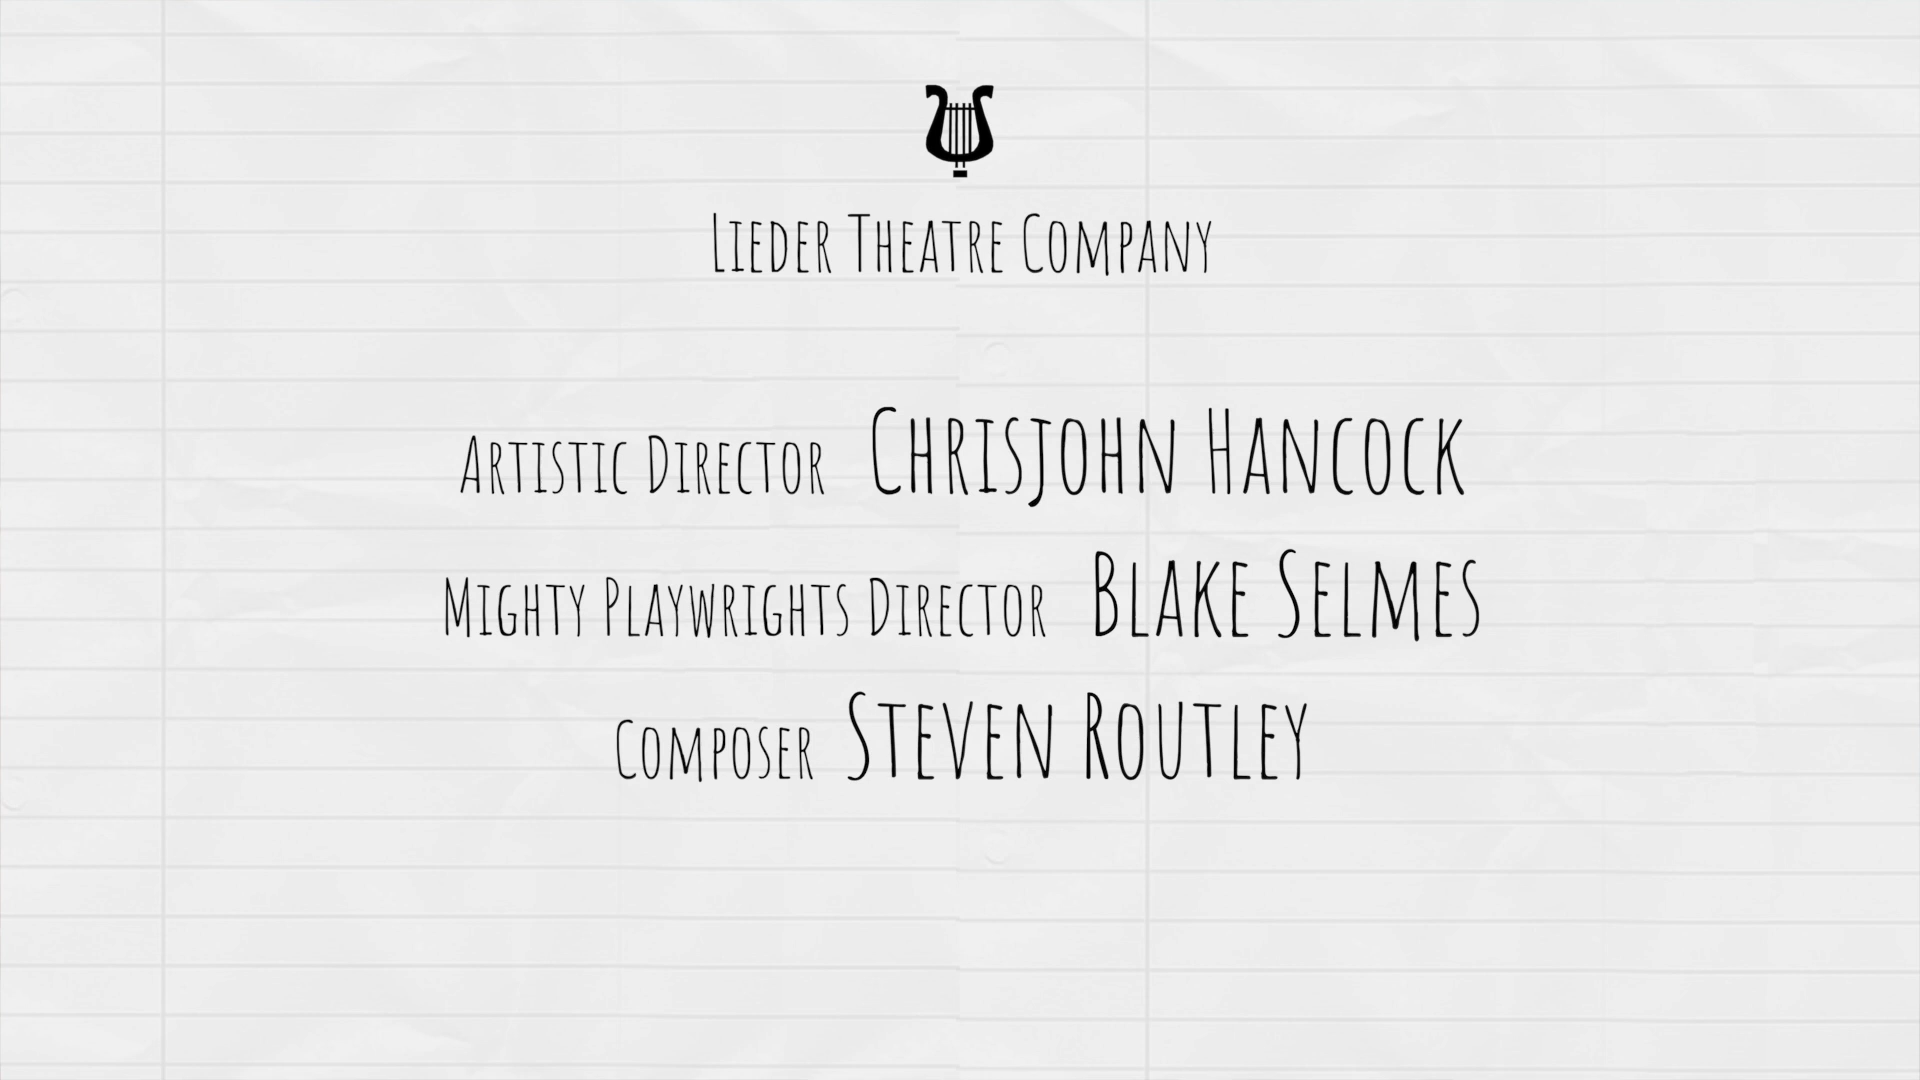 Lieder Theatre Company
Artistic Director Chrisjohn Hancock
Mighty Playwrights Director Blake Selmes
Composer Steven Routley